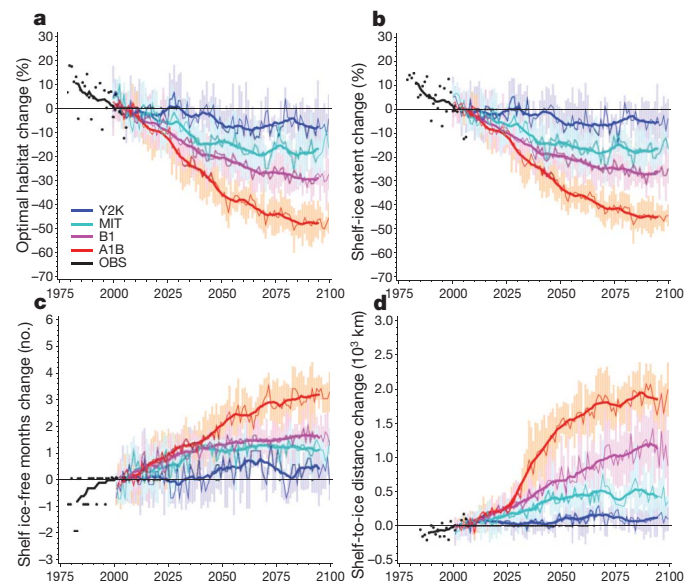 a
Optimal habitat change (%)
30
20
10
0
–10
–20
–30
–40
–50
–60
–70
Y2K
MIT
B1
A1B
OBS
1975 2000 2025 2050 2075 2100
b
Shelf-ice extent change (%)
30
20
10
0
–10
–20
–30
–40
–50
–60
–70
1975 2000 2025 2050 2075 2100
c
Shelf ice-free months change (no.)
6
5
4
3
2
1
0
–1
–2
–3
1975 2000 2025 2050 2075 2100
d
Shelf-to-ice distance change (10³ km)
3.0
2.5
2.0
1.5
1.0
0.5
0.0
–0.5
1975 2000 2025 2050 2075 2100